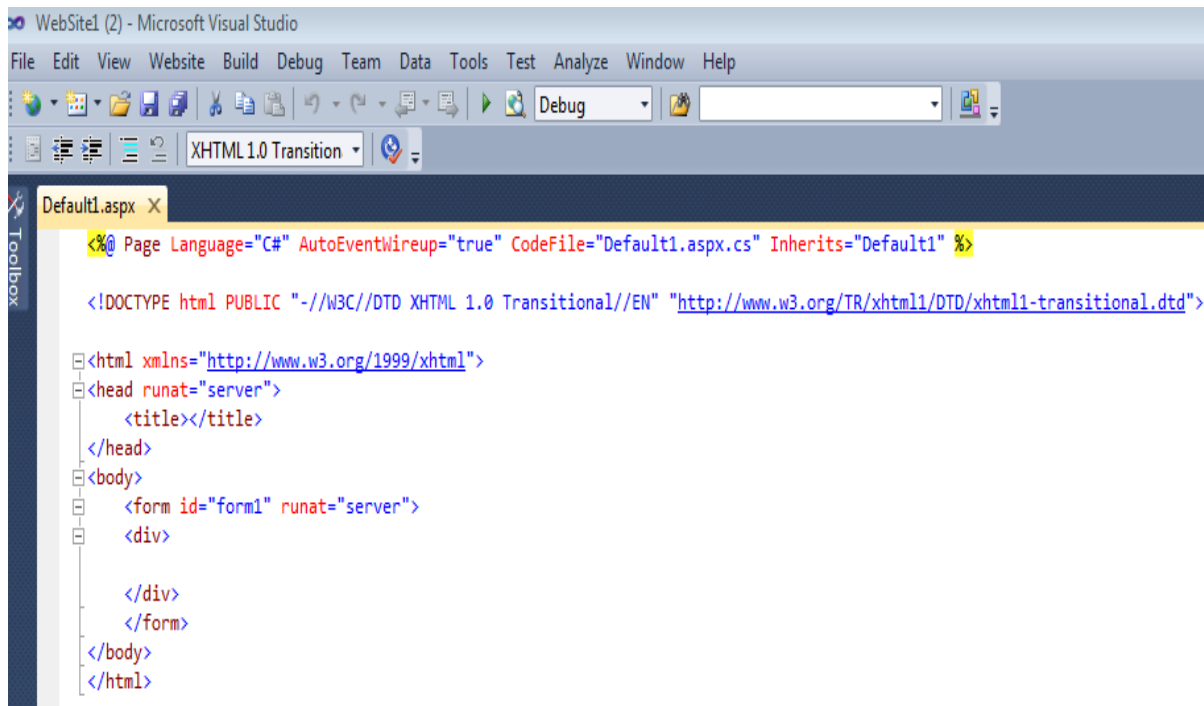 WebSite1 (2) - Microsoft Visual Studio
File Edit View Website Build Debug Team Data Tools Test Analyze Window Help
Debug
XHTML 1.0 Transition
Toolbox
Default1.aspx X
<%@ Page Language="C#" AutoEventWireup="true" CodeFile="Default1.aspx.cs" Inherits="Default1" %>
<!DOCTYPE html PUBLIC "-//W3C//DTD XHTML 1.0 Transitional//EN" "http://www.w3.org/TR/xhtml1/DTD/xhtml1-transitional.dtd">
<html xmlns="http://www.w3.org/1999/xhtml">
<head runat="server">
<title></title>
</head>
<body>
<form id="form1" runat="server">
<div>
</div>
</form>
</body>
</html>